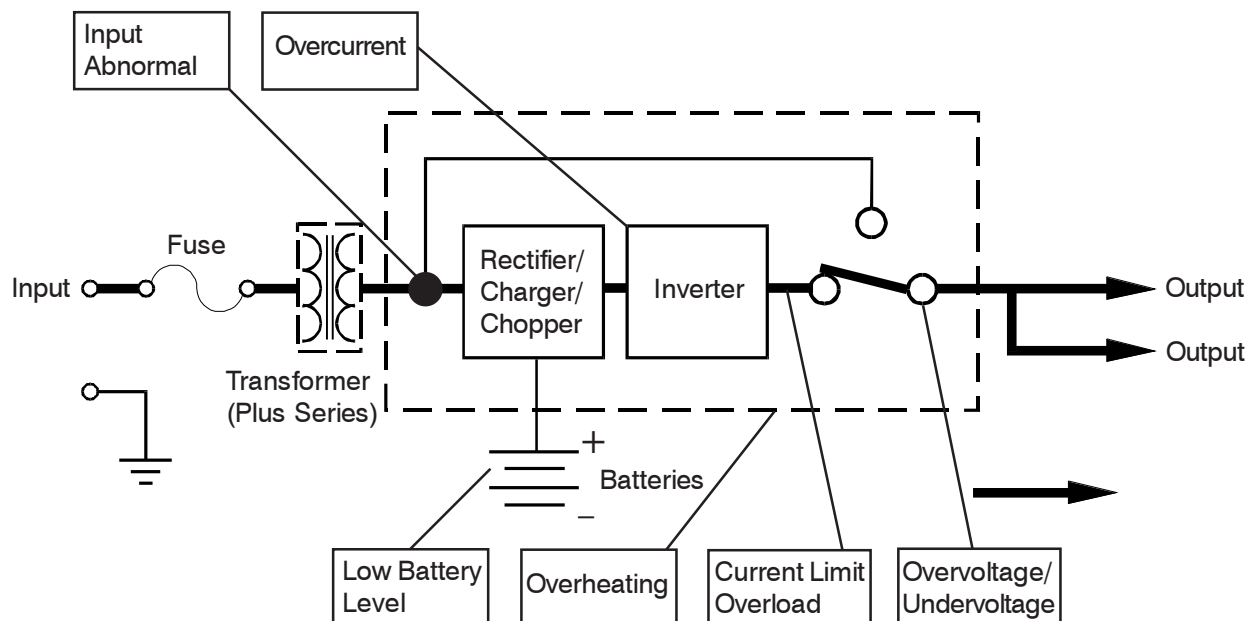 Input
Abnormal
Overcurrent
Fuse
Input
Rectifier/
Charger/
Chopper
Inverter
Output
Output
Transformer
(Plus Series)
+
Batteries
–
Low Battery
Level
Overheating
Current Limit
Overload
Overvoltage/
Undervoltage